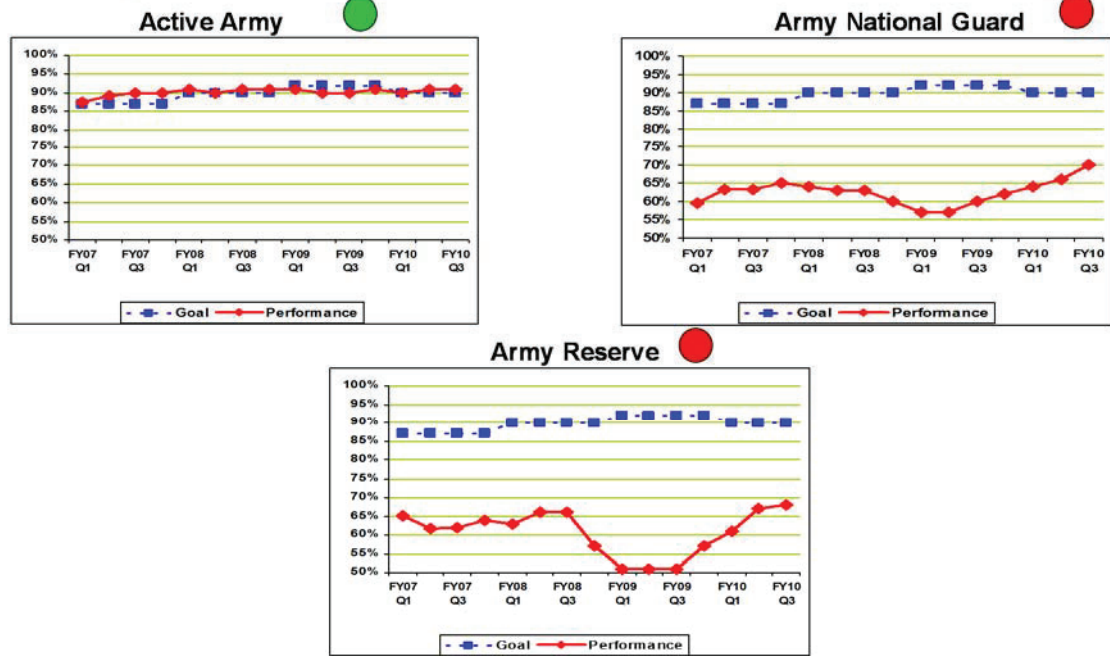 Active Army
100%
95%
90%
85%
80%
75%
70%
65%
60%
55%
50%
FY07 Q1
FY07 Q3
FY08 Q1
FY08 Q3
FY09 Q1
FY09 Q3
FY10 Q1
FY10 Q3
Goal
Performance
Army National Guard
100%
95%
90%
85%
80%
75%
70%
65%
60%
55%
50%
FY07 Q1
FY07 Q3
FY08 Q1
FY08 Q3
FY09 Q1
FY09 Q3
FY10 Q1
FY10 Q3
Goal
Performance
Army Reserve
100%
95%
90%
85%
80%
75%
70%
65%
60%
55%
50%
FY07 Q1
FY07 Q3
FY08 Q1
FY08 Q3
FY09 Q1
FY09 Q3
FY10 Q1
FY10 Q3
Goal
Performance